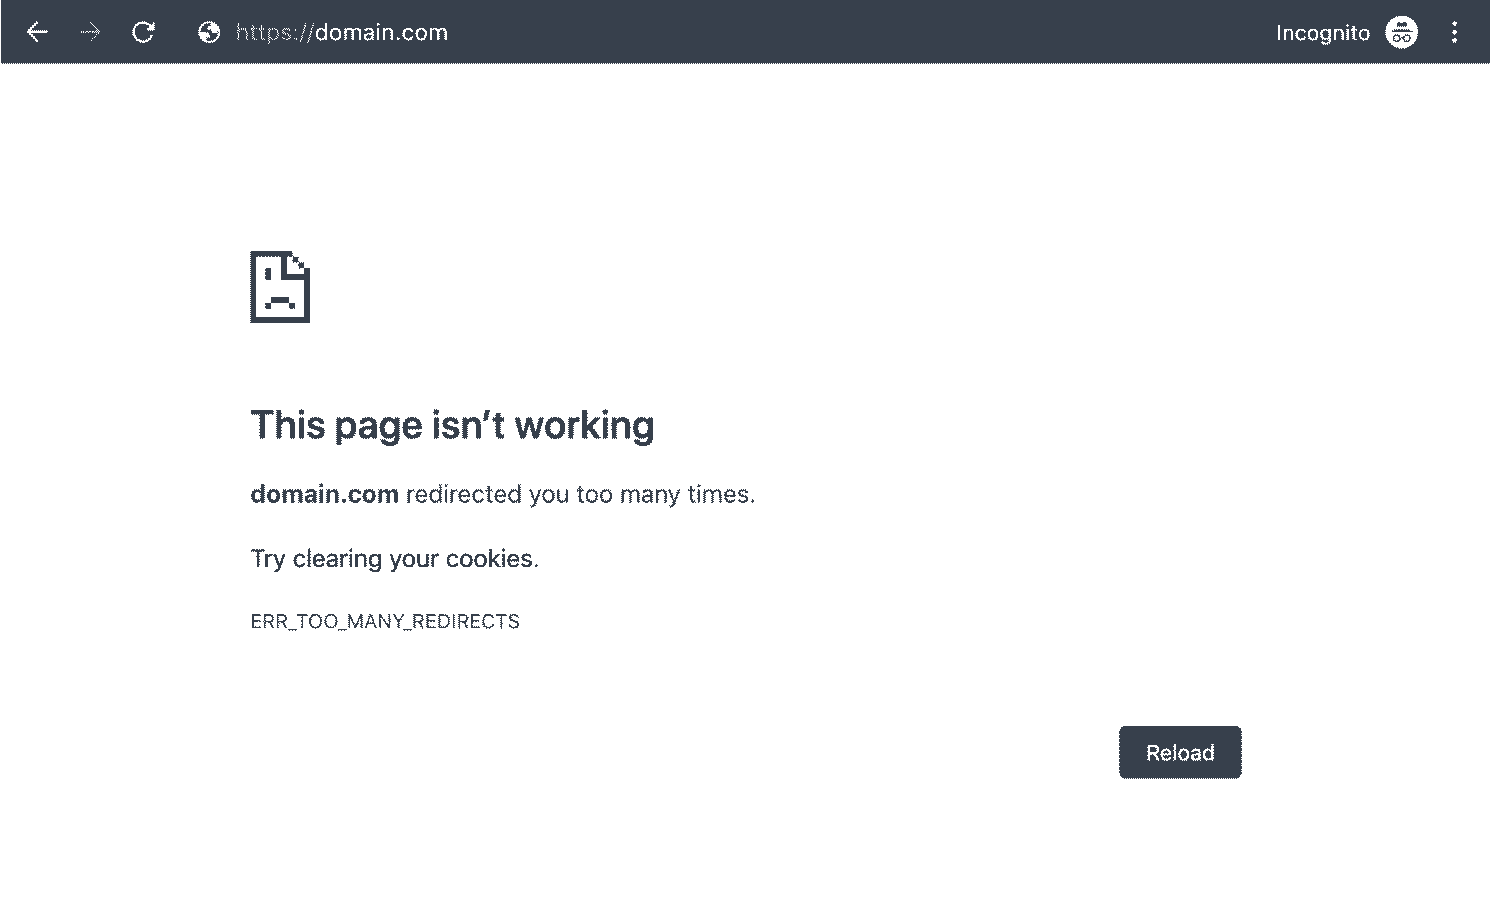 https://domain.com
Incognito
This page isn’t working
domain.com redirected you too many times.
Try clearing your cookies.
ERR_TOO_MANY_REDIRECTS
Reload